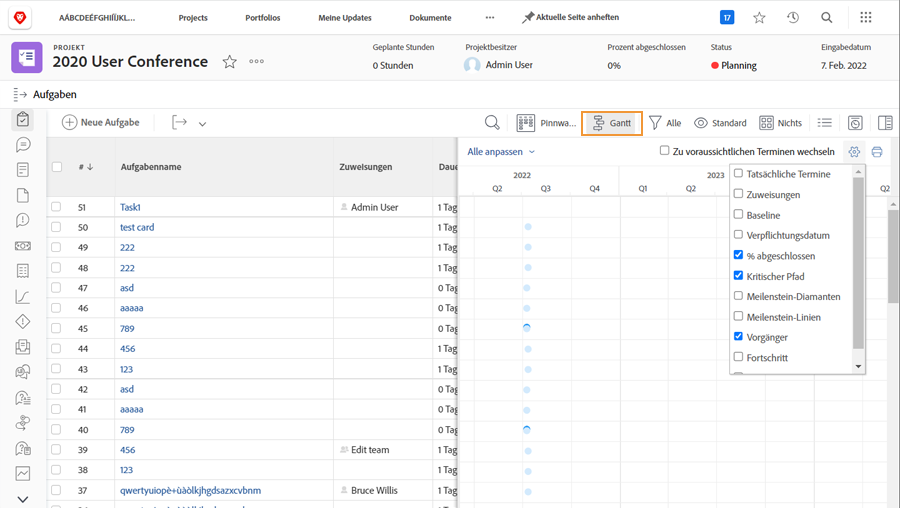 AÁBCDEÉFGHIÍÏJKL... Projects Portfolios Meine Updates Dokumente ··· Aktuelle Seite anheften 17
PROJEKT
2020 User Conference
Geplante Stunden Projektbesitzer Prozent abgeschlossen Status Eingabedatum
0 Stunden Admin User 0% Planning 7. Feb. 2022
Aufgaben
Neue Aufgabe Pinnwa... Gantt Alle Standard Nichts
Alle anpassen Zu voraussichtlichen Terminen wechseln
# Aufgabenname Zuweisungen Daue
2022 2023
Q2 Q3 Q4 Q1 Q2 Q2
Tatsächliche Termine
Zuweisungen
Baseline
Verpflichtungsdatum
% abgeschlossen
Kritischer Pfad
Meilenstein-Diamanten
Meilenstein-Linien
Vorgänger
Fortschritt
51 Task1 Admin User 1 Tag
50 test card 1 Tag
49 222 1 Tag
48 222 1 Tag
47 asd 0 Tag
46 aaaaa 0 Tag
45 789 0 Tag
44 456 1 Tag
43 123 1 Tag
42 asd 0 Tag
41 aaaaa 0 Tag
40 789 0 Tag
39 456 Edit team 1 Tag
38 123 1 Tag
37 qwertyuiopè+ùàòlkjhgdsazxcvbnm Bruce Willis 1 Tag